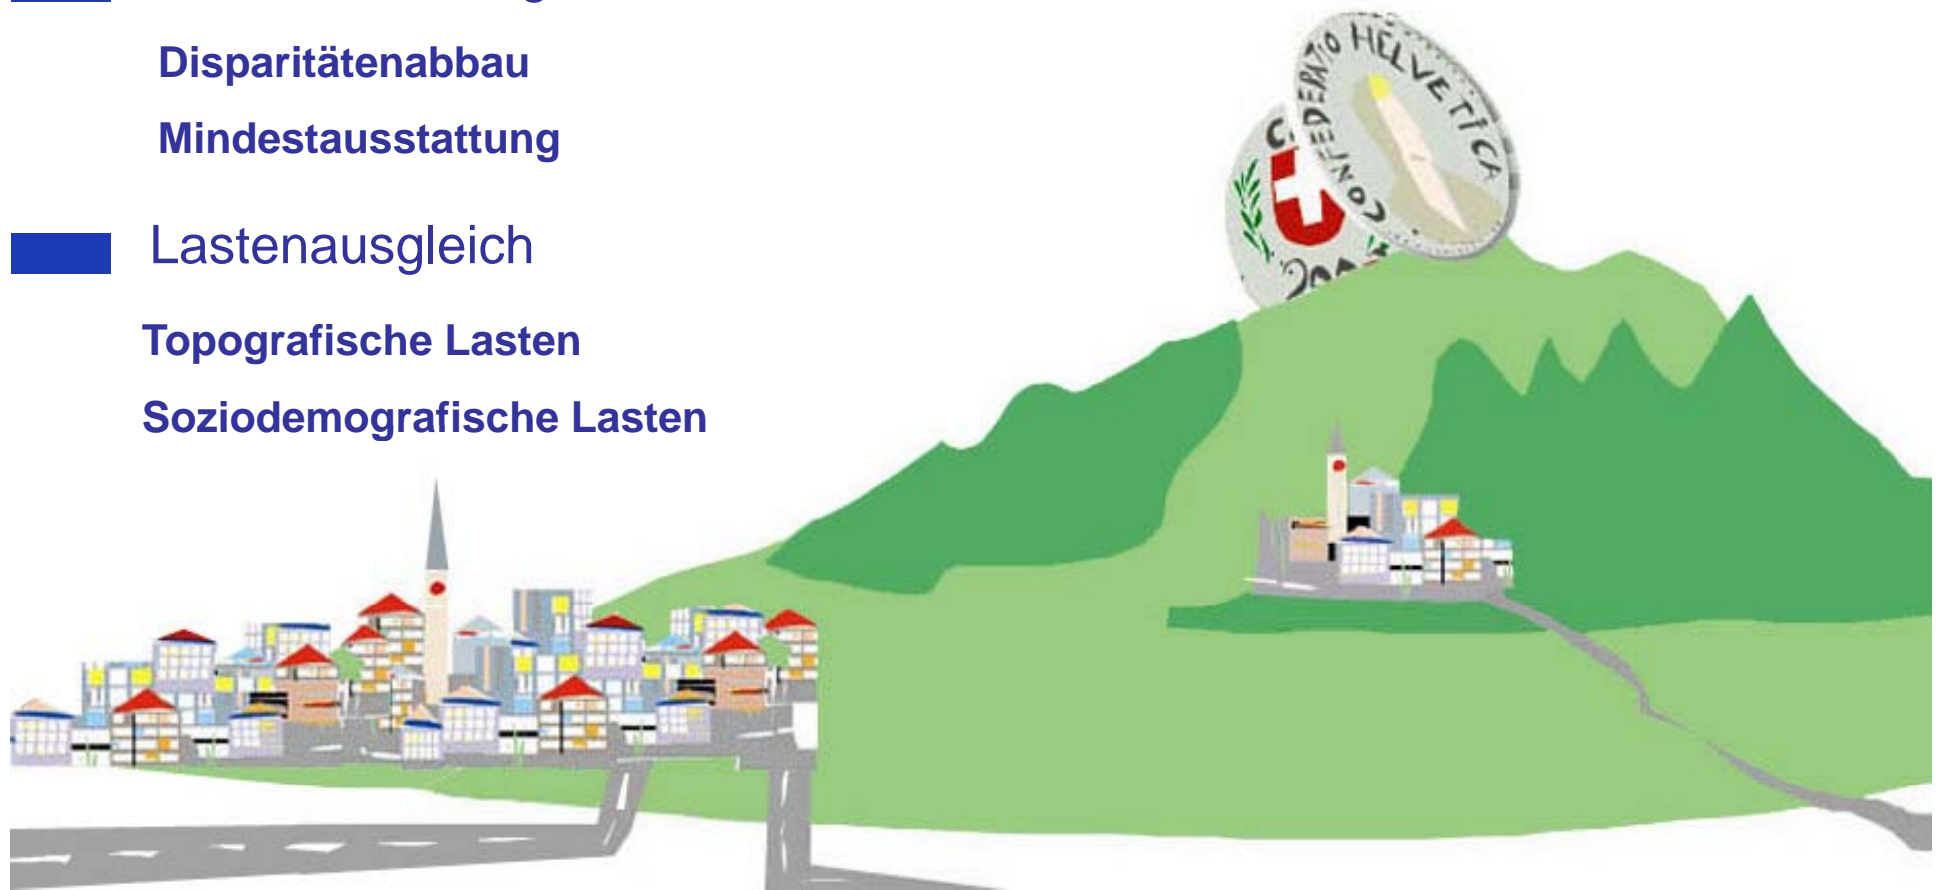 Disparitätenabbau
Mindestausstattung
Lastenausgleich
Topografische Lasten
Soziodemografische Lasten
CONFEDERATIO HELVETICA